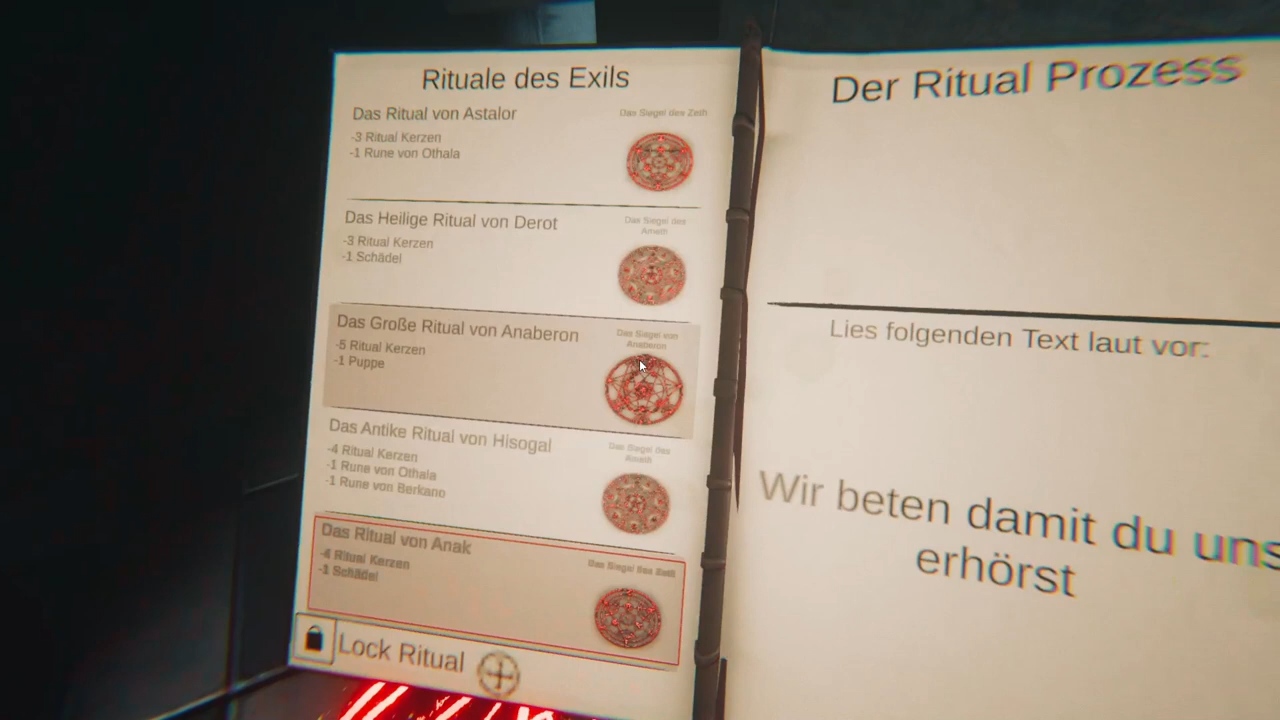 Rituale des Exils
Das Ritual von Astalor
-3 Ritual Kerzen
-1 Rune von Othala
Das Siegel des Zeth
Das Heilige Ritual von Derot
-3 Ritual Kerzen
-1 Schädel
Das Siegel des
Das Große Ritual von Anaberon
-5 Ritual Kerzen
-1 Puppe
Das Siegel von
Anaberon
Das Antike Ritual von Hisogal
-4 Ritual Kerzen
-1 Rune von Othala
-1 Rune von Berkano
Das Siegel des
Das Ritual von Anak
-4 Ritual Kerzen
-1 Schädel
Das Siegel des Zeth
Lock Ritual
Der Ritual Prozess
Lies folgenden Text laut vor:
Wir beten damit du uns
erhörst